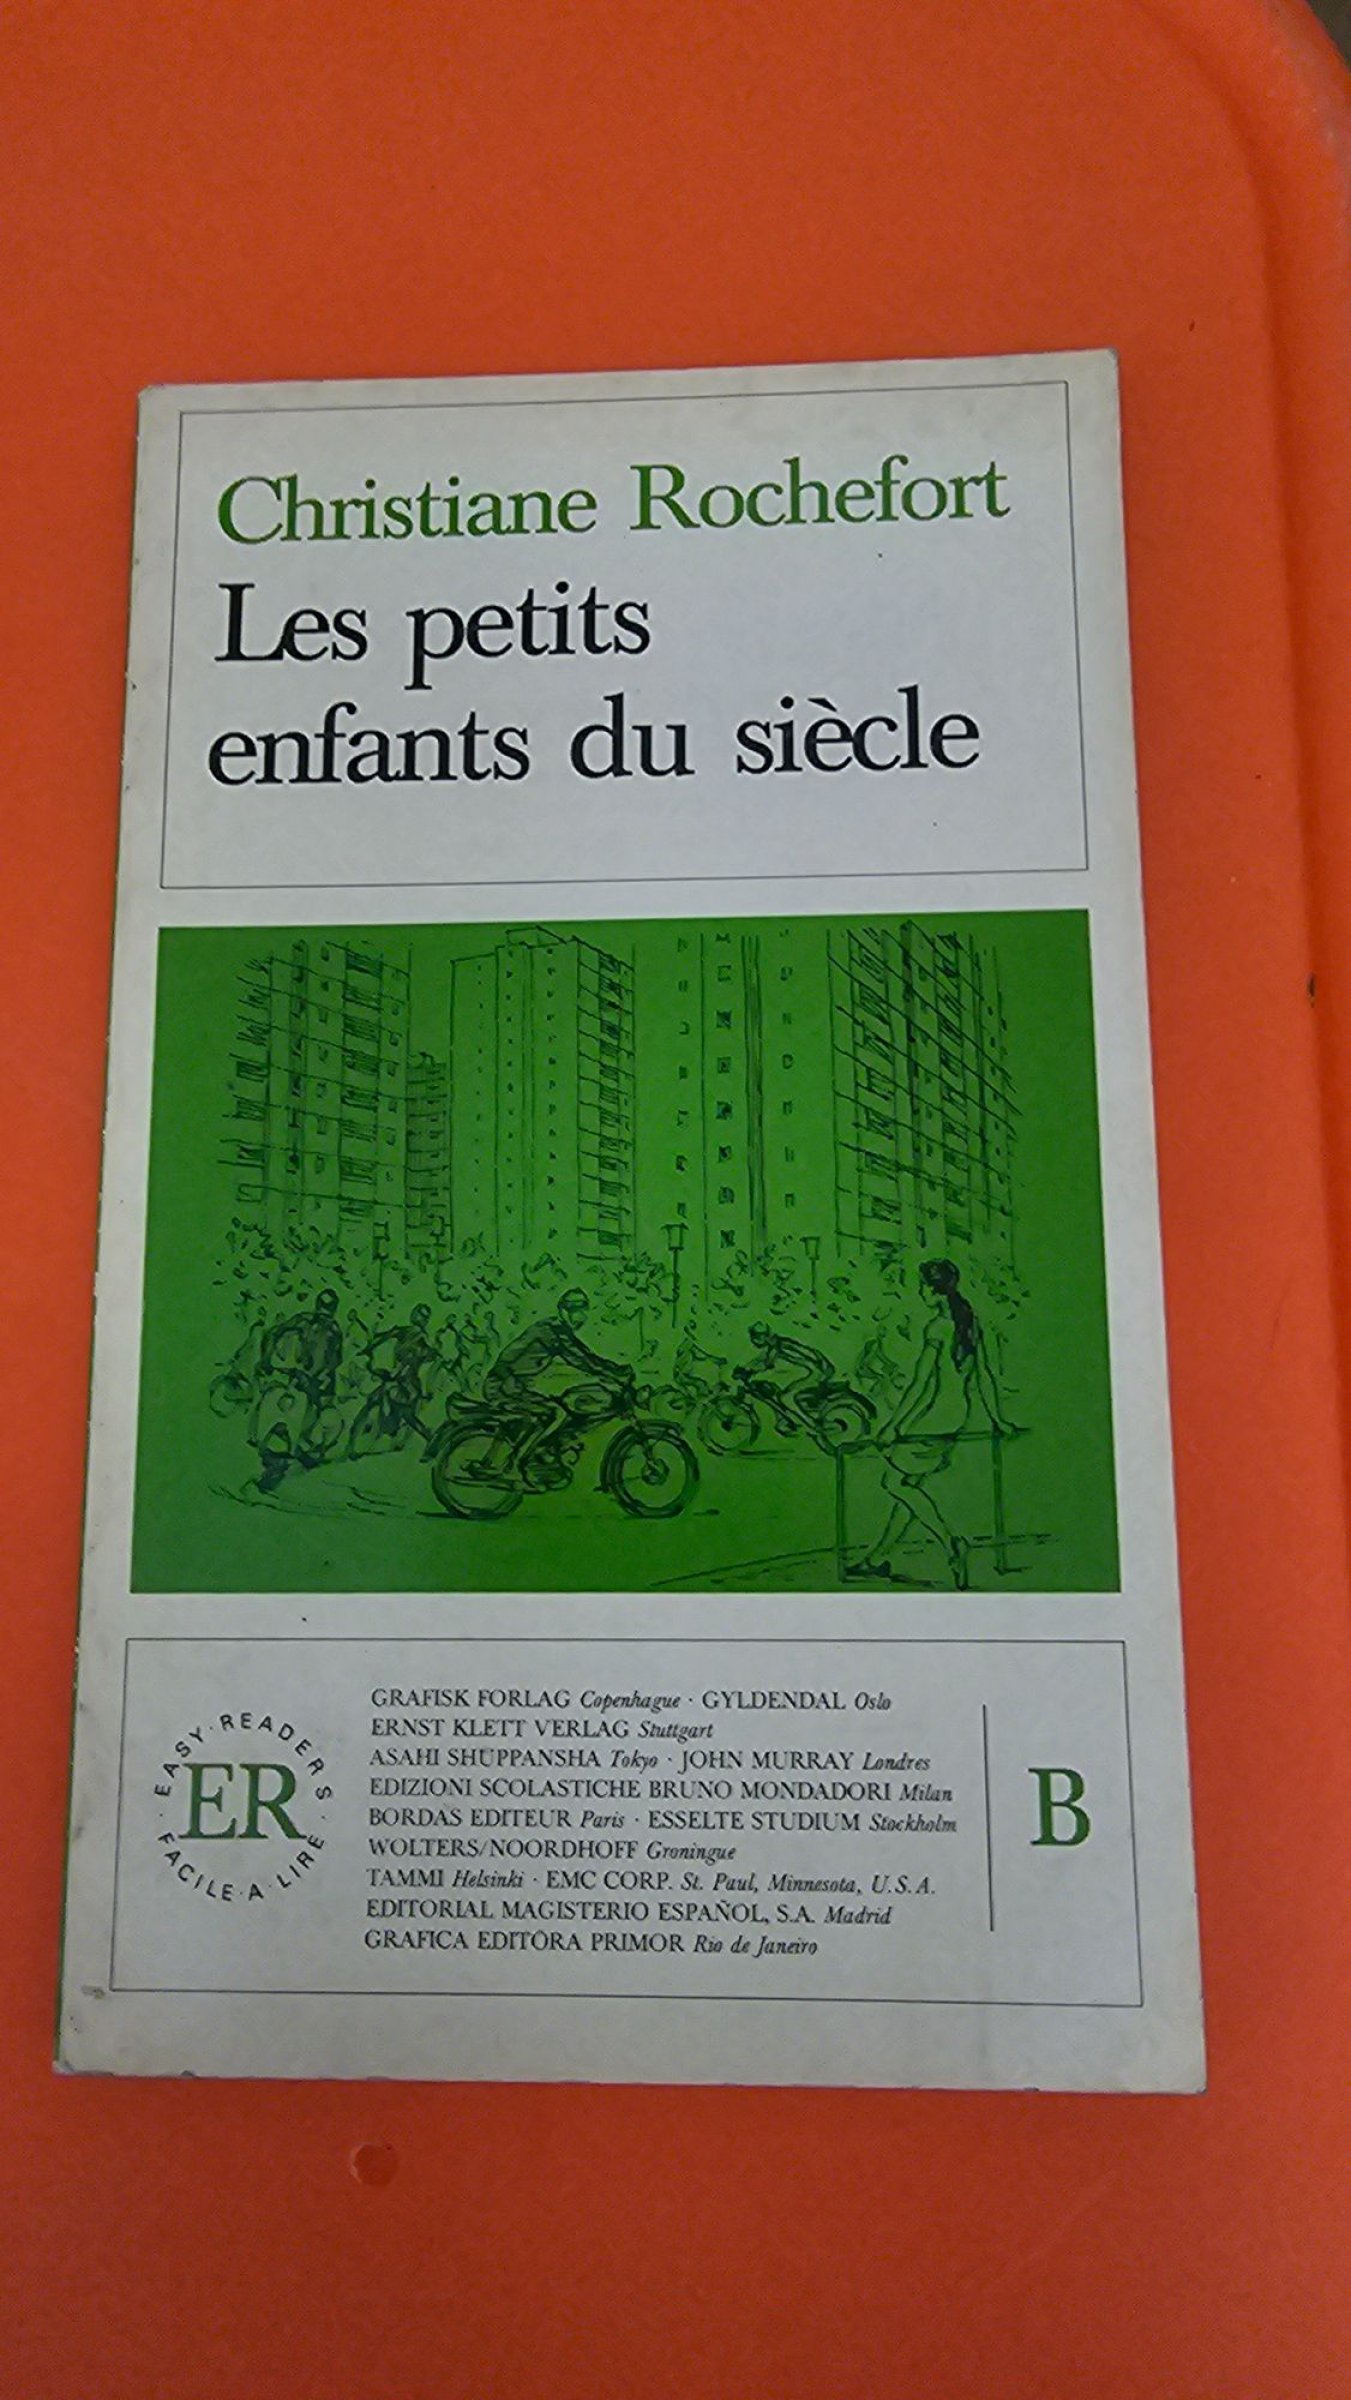 Christiane Rochefort
Les petits
enfants du siècle
EASY·READERS·
ER
FACILE·A·LIRE·
GRAFISK FORLAG Copenhague · GYLDENDAL Oslo
ERNST KLETT VERLAG Stuttgart
ASAHI SHUPPANSHA Tokyo · JOHN MURRAY Londres
EDIZIONI SCOLASTICHE BRUNO MONDADORI Milan
BORDAS EDITEUR Paris · ESSELTE STUDIUM Stockholm
WOLTERS/NOORDHOFF Groningue
TAMMI Helsinki · EMC CORP. St. Paul, Minnesota, U.S.A.
EDITORIAL MAGISTERIO ESPAÑOL, S.A. Madrid
GRAFICA EDITORA PRIMOR Rio de Janeiro
B